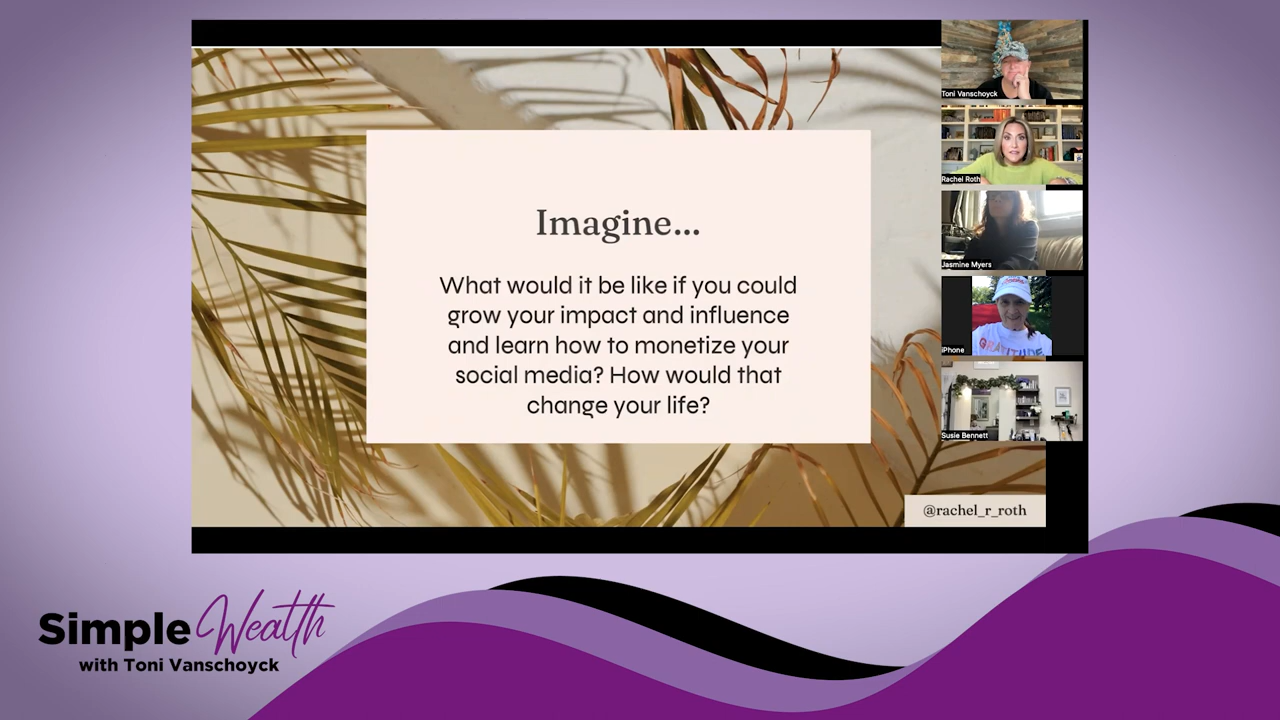 Imagine...
What would it be like if you could
grow your impact and influence
and learn how to monetize your
social media? How would that
change your life?
@rachel_r_roth
Toni Vanschoyck
Rachel Roth
Jasmine Myers
iPhone
GRATITUDE
Susie Bennett
Simple Wealth
with Toni Vanschoyck